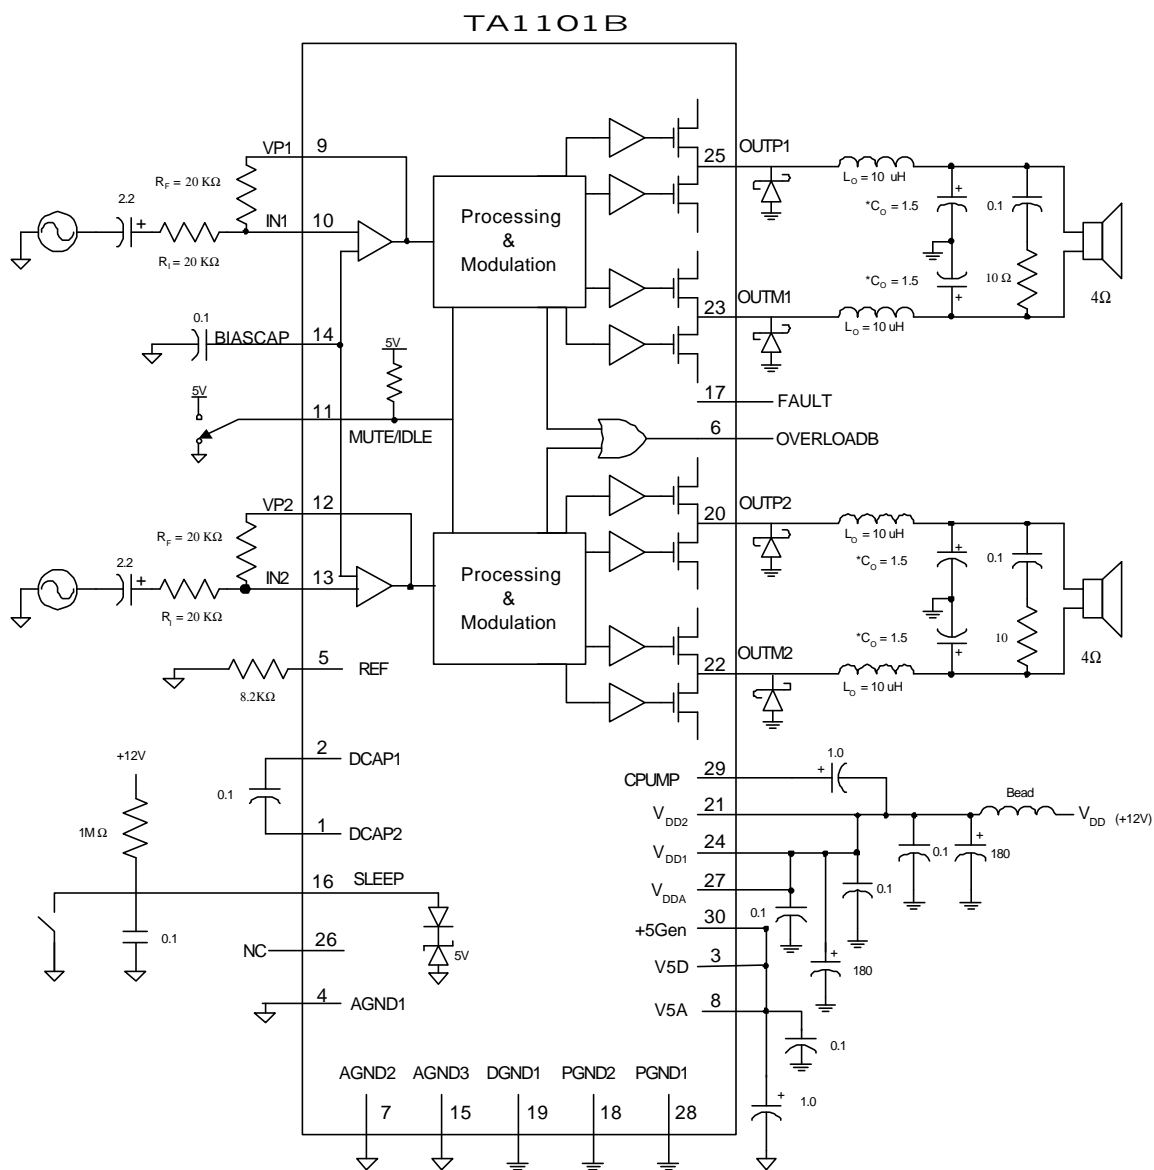 TA1101B
VP1
9
R_F = 20 KΩ
2.2
+
IN1
10
R_I = 20 KΩ
Processing
&
Modulation
25
OUTP1
L_O = 10 uH
*C_O = 1.5
+
0.1
*C_O = 1.5
+
10 Ω
4Ω
23
OUTM1
L_O = 10 uH
0.1
BIASCAP
14
5V
5V
11
MUTE/IDLE
17
FAULT
6
OVERLOADB
VP2
12
R_F = 20 KΩ
2.2
+
IN2
13
R_I = 20 KΩ
Processing
&
Modulation
20
OUTP2
L_O = 10 uH
*C_O = 1.5
+
0.1
*C_O = 1.5
+
10
4Ω
22
OUTM2
L_O = 10 uH
5
REF
8.2KΩ
+12V
1M Ω
2
DCAP1
0.1
1
DCAP2
16
SLEEP
0.1
5V
NC
26
4
AGND1
CPUMP
29
+
1.0
V_DD2
21
Bead
V_DD (+12V)
V_DD1
24
0.1
+
180
V_DDA
27
0.1
0.1
+5Gen
30
V5D
3
+
180
V5A
8
0.1
+
1.0
AGND2
AGND3
DGND1
PGND2
PGND1
7
15
19
18
28